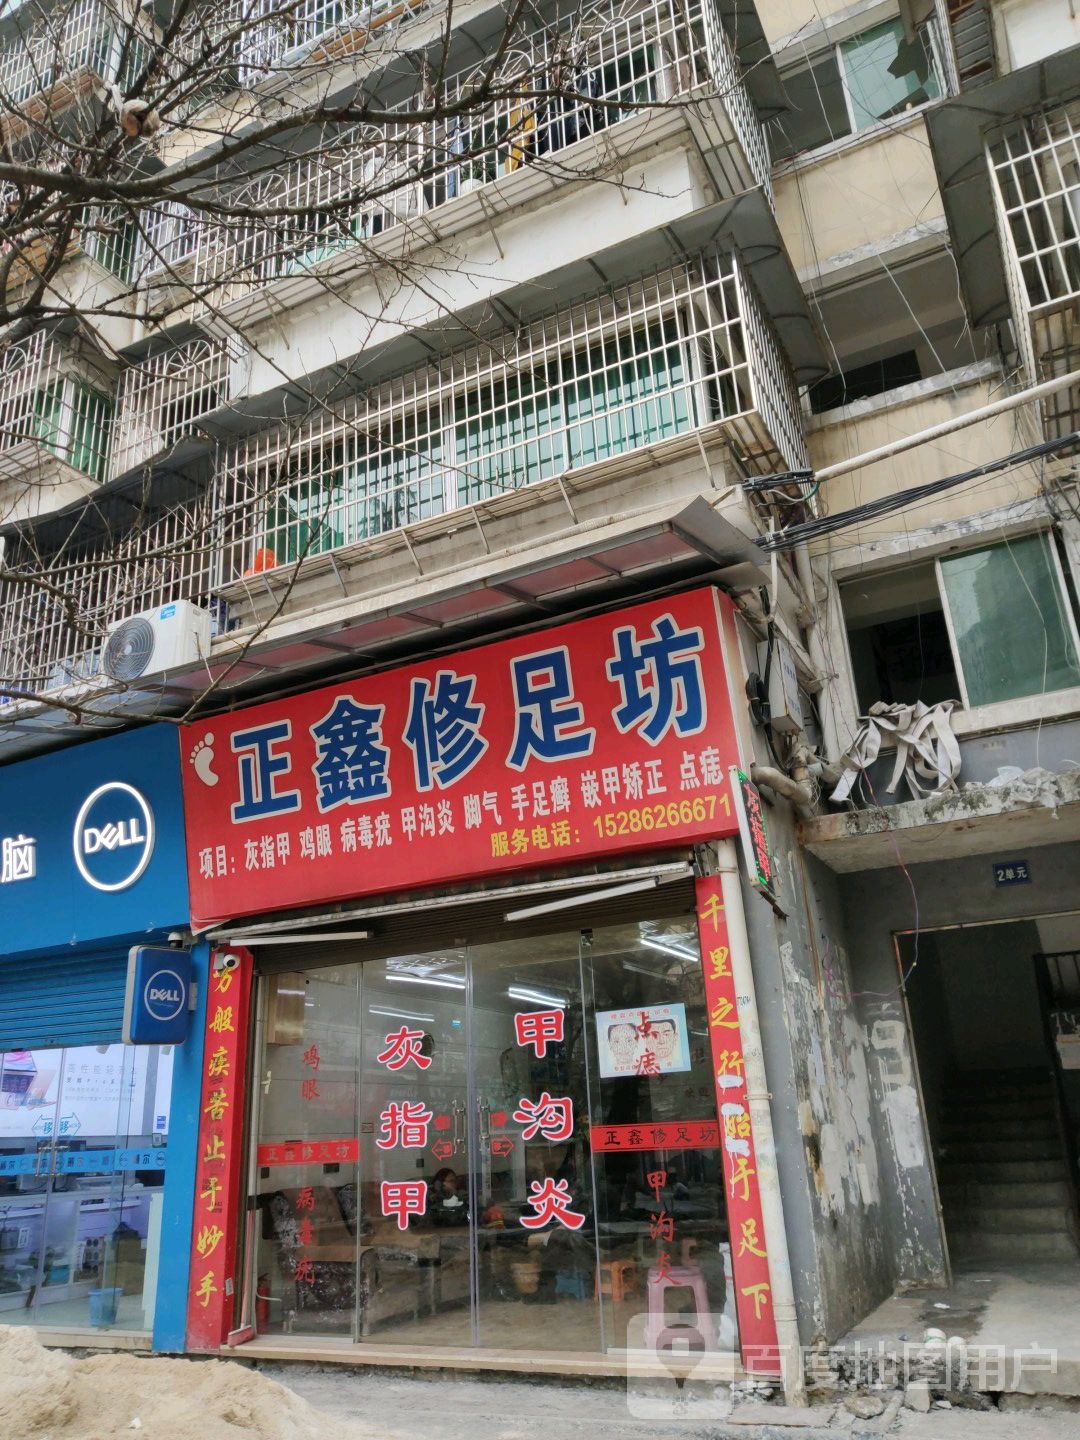 正鑫修足坊
项目：灰指甲 鸡眼 病毒疣 甲沟炎 脚气 手足癣 嵌甲矫正 点痣
服务电话：15286266671
脑 DELL
DELL
2单元
万般疾苦止于妙手
千里之行始于足下
鸡眼
灰指甲
甲沟炎
点痣
正鑫修足坊
正鑫修足坊
病毒疣
甲沟炎
百度地图用户